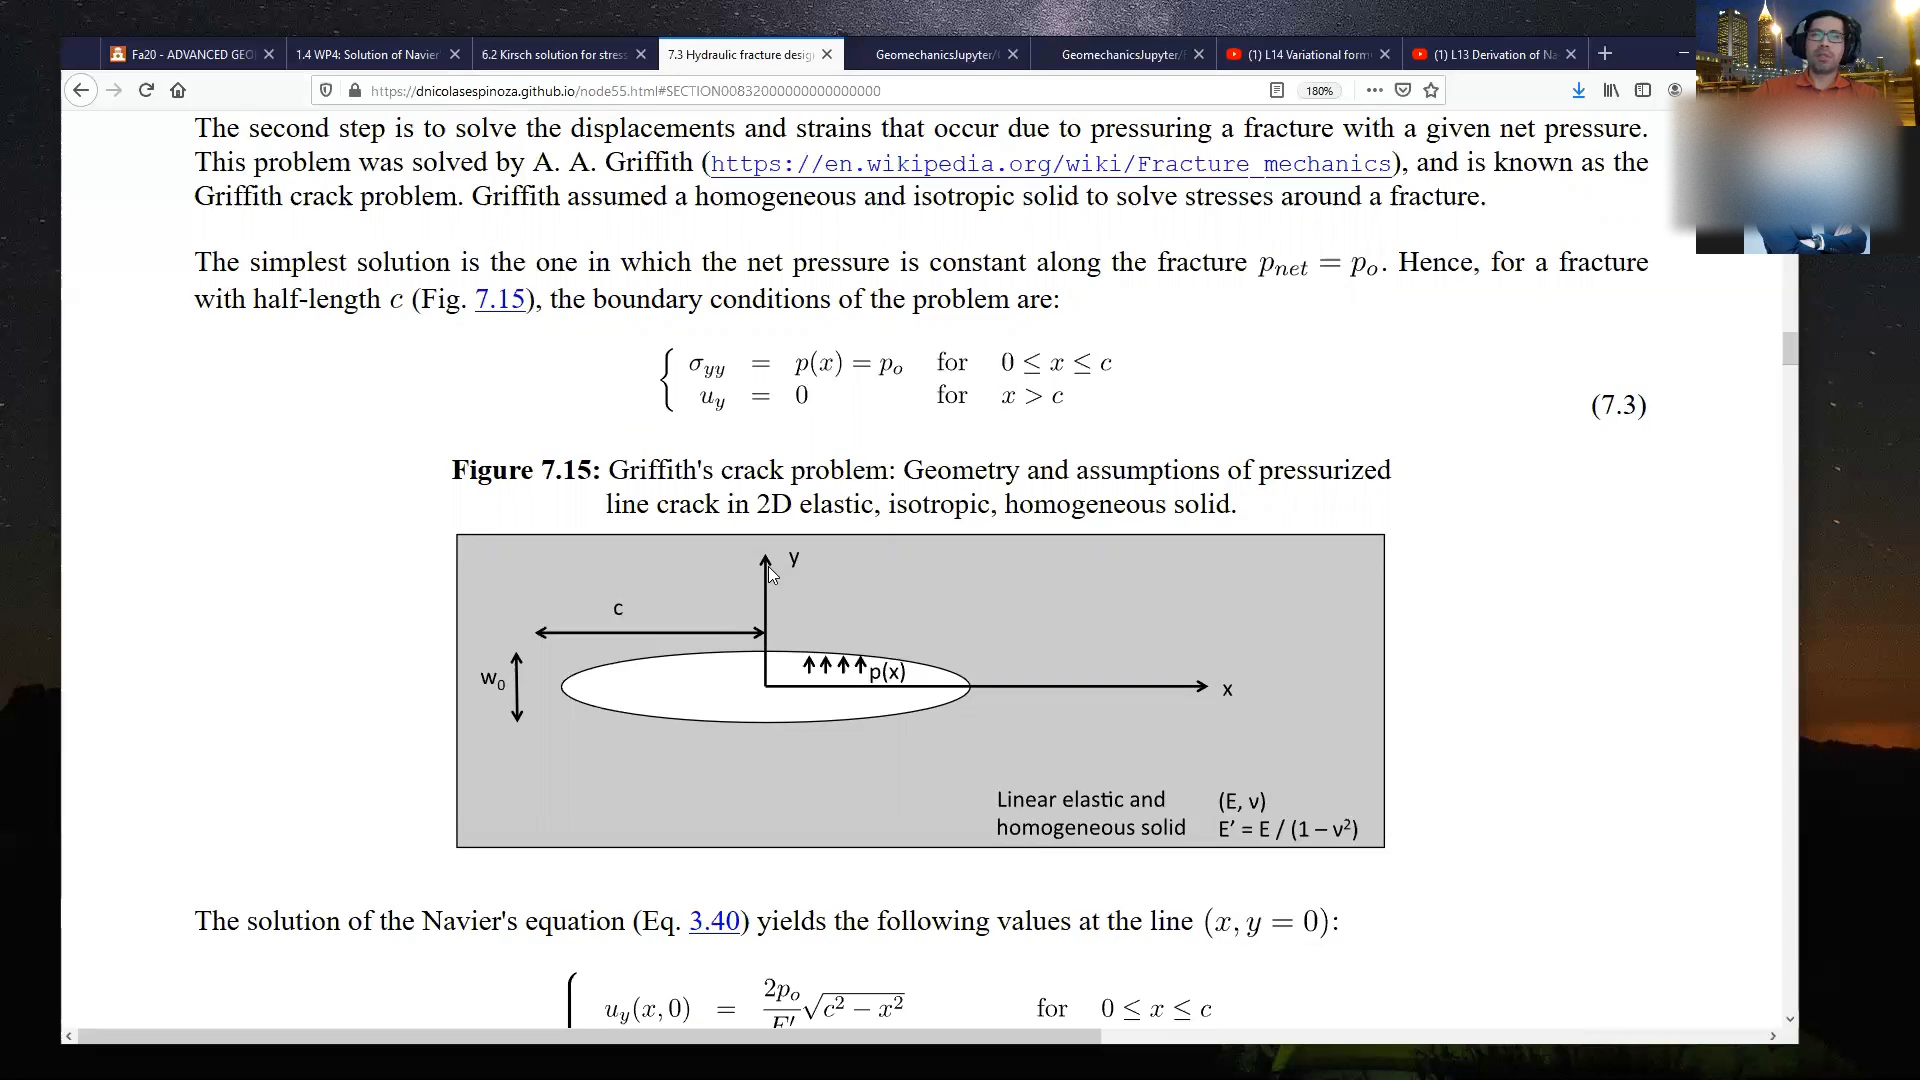 Fa20 - ADVANCED GEO
1.4 WP4: Solution of Navier
6.2 Kirsch solution for stress
7.3 Hydraulic fracture desig
GeomechanicsJupyter/
GeomechanicsJupyter/
(1) L14 Variational form
(1) L13 Derivation of Na
https://dnicolasespinoza.github.io/node55.html#SECTION00832000000000000000
180%
The second step is to solve the displacements and strains that occur due to pressuring a fracture with a given net pressure.
This problem was solved by A. A. Griffith (https://en.wikipedia.org/wiki/Fracture_mechanics), and is known as the
Griffith crack problem. Griffith assumed a homogeneous and isotropic solid to solve stresses around a fracture.
The simplest solution is the one in which the net pressure is constant along the fracture p_net = p_o. Hence, for a fracture
with half-length c (Fig. 7.15), the boundary conditions of the problem are:
σ_yy = p(x) = p_o for 0 ≤ x ≤ c
u_y = 0 for x > c
(7.3)
Figure 7.15: Griffith's crack problem: Geometry and assumptions of pressurized
line crack in 2D elastic, isotropic, homogeneous solid.
y
c
w₀
p(x)
x
Linear elastic and (E, ν)
homogeneous solid E' = E / (1 – ν²)
The solution of the Navier's equation (Eq. 3.40) yields the following values at the line (x, y = 0):
u_y(x, 0) = 2p_o/E' √(c² − x²) for 0 ≤ x ≤ c